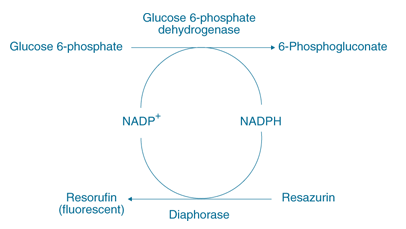 Glucose 6-phosphate
dehydrogenase
Glucose 6-phosphate
6-Phosphogluconate
NADP+
NADPH
Resorufin
(fluorescent)
Resazurin
Diaphorase